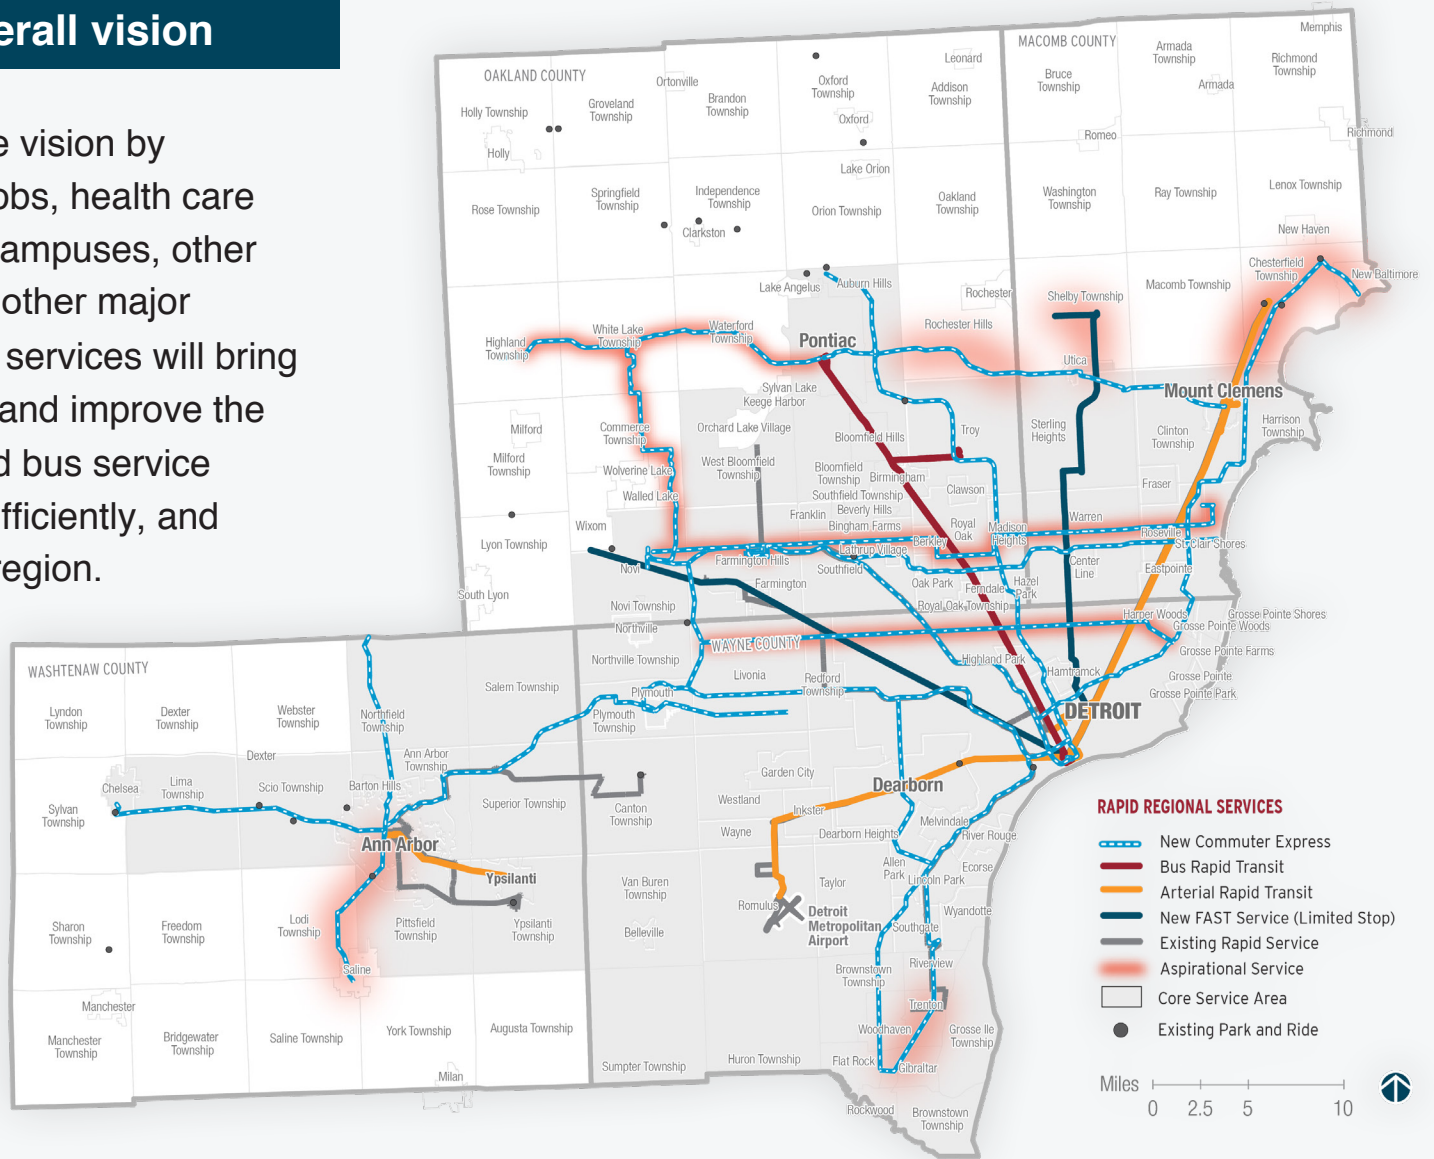 erall vision
e vision by
obs, health care
ampuses, other
other major
services will bring
and improve the
d bus service
fficiently, and
region.
OAKLAND COUNTY
MACOMB COUNTY
Memphis
Holly Township
Groveland
Township
Ortonville
Brandon
Township
Oxford
Township
Leonard
Addison
Township
Bruce
Township
Armada
Township
Armada
Richmond
Township
Holly
Oxford
Romeo
Richmond
Lake Orion
Rose Township
Springfield
Township
Independence
Township
Clarkston
Orion Township
Oakland
Township
Washington
Township
Ray Township
Lenox Township
New Haven
Lake Angelus
Auburn Hills
Rochester
Shelby Township
Macomb Township
Chesterfield
Township
New Baltimore
Highland
Township
White Lake
Township
Waterford
Township
Pontiac
Rochester Hills
Utica
Mount Clemens
Sylvan Lake
Keege Harbor
Milford
Commerce
Township
Orchard Lake Village
Bloomfield Hills
Troy
Sterling
Heights
Clinton
Township
Harrison
Township
Milford
Township
Wolverine Lake
West Bloomfield
Township
Bloomfield
Township
Birmingham
Southfield Township
Beverly Hills
Clawson
Fraser
Walled Lake
Franklin
Bingham Farms
Royal
Oak
Madison
Heights
Warren
Wixom
Lyon Township
Berkley
Roseville
Lathrup Village
St. Clair Shores
Novi
Farmington Hills
Southfield
Center
Line
Eastpointe
South Lyon
Farmington
Oak Park
Ferndale
Hazel
Park
Novi Township
Royal Oak Township
Harper Woods
Grosse Pointe Shores
Grosse Pointe Woods
Northville
WAYNE COUNTY
Grosse Pointe Farms
Northville Township
Highland Park
Hamtramck
Grosse Pointe
Grosse Pointe Park
WASHTENAW COUNTY
Salem Township
Livonia
Redford
Township
Plymouth
DETROIT
Lyndon
Township
Dexter
Township
Webster
Township
Northfield
Township
Plymouth
Township
Dexter
Ann Arbor
Township
Garden City
Dearborn
Chelsea
Lima
Township
Scio Township
Barton Hills
Superior Township
Canton
Township
Westland
Inkster
Sylvan
Township
Wayne
Dearborn Heights
Melvindale
River Rouge
Ann Arbor
Ypsilanti
Van Buren
Township
Taylor
Allen
Park
Lincoln Park
Ecorse
Sharon
Township
Freedom
Township
Lodi
Township
Pittsfield
Township
Ypsilanti
Township
Belleville
Romulus
Detroit
Metropolitan
Airport
Wyandotte
Southgate
Saline
Brownstown
Township
Riverview
Manchester
Trenton
Manchester
Township
Bridgewater
Township
Saline Township
York Township
Augusta Township
Woodhaven
Grosse Ile
Township
Milan
Sumpter Township
Huron Township
Flat Rock
Gibraltar
Rockwood
Brownstown
Township
RAPID REGIONAL SERVICES
New Commuter Express
Bus Rapid Transit
Arterial Rapid Transit
New FAST Service (Limited Stop)
Existing Rapid Service
Aspirational Service
Core Service Area
Existing Park and Ride
Miles
0 2.5 5 10